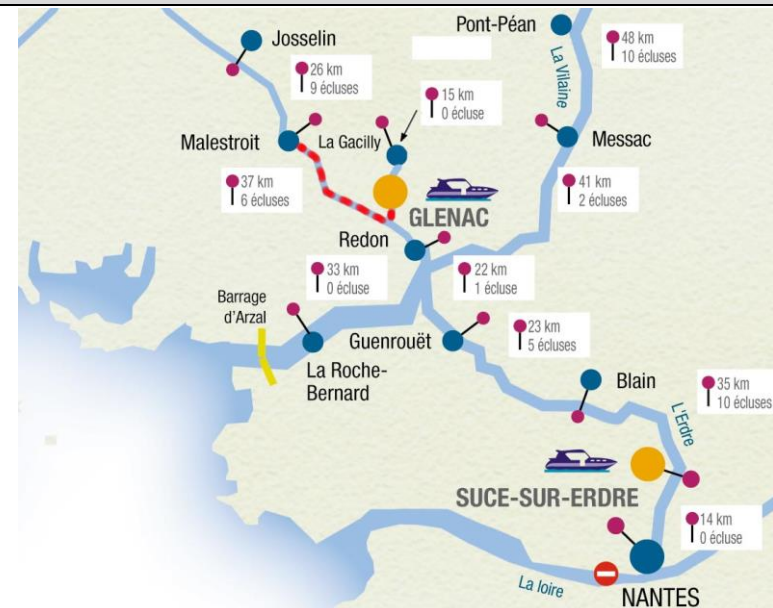 Pont-Péan
Josselin
48 km
10 écluses
La Vilaine
26 km
9 écluses
15 km
0 écluse
Malestroit
La Gacilly
Messac
37 km
6 écluses
41 km
2 écluses
GLENAC
Redon
33 km
0 écluse
22 km
1 écluse
Barrage
d'Arzal
23 km
5 écluses
Guenrouët
La Roche-
Bernard
Blain
35 km
10 écluses
L'Erdre
SUCE-SUR-ERDRE
14 km
0 écluse
La loire
NANTES